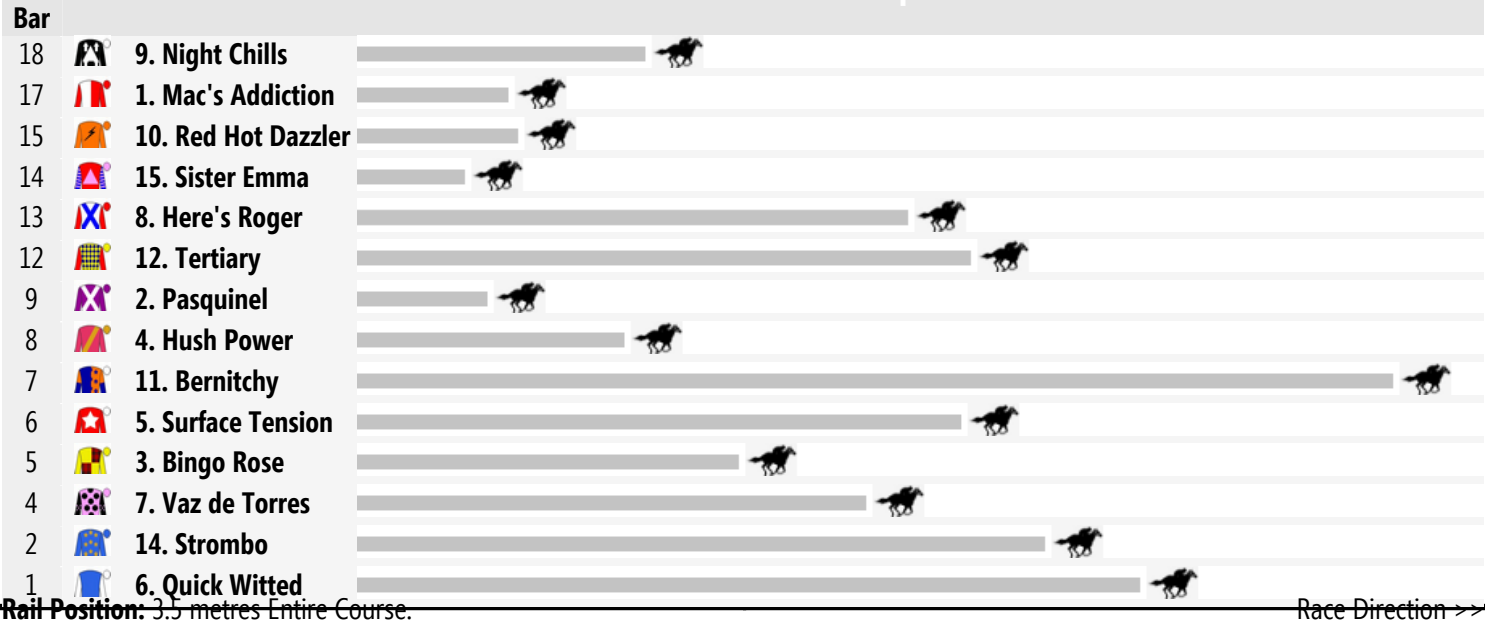 Bar
18 9. Night Chills
17 1. Mac's Addiction
15 10. Red Hot Dazzler
14 15. Sister Emma
13 8. Here's Roger
12 12. Tertiary
9 2. Pasquinel
8 4. Hush Power
7 11. Bernitchy
6 5. Surface Tension
5 3. Bingo Rose
4 7. Vaz de Torres
2 14. Strombo
1 6. Quick Witted
Rail Position: 3.5 metres Entire Course. Race Direction >>